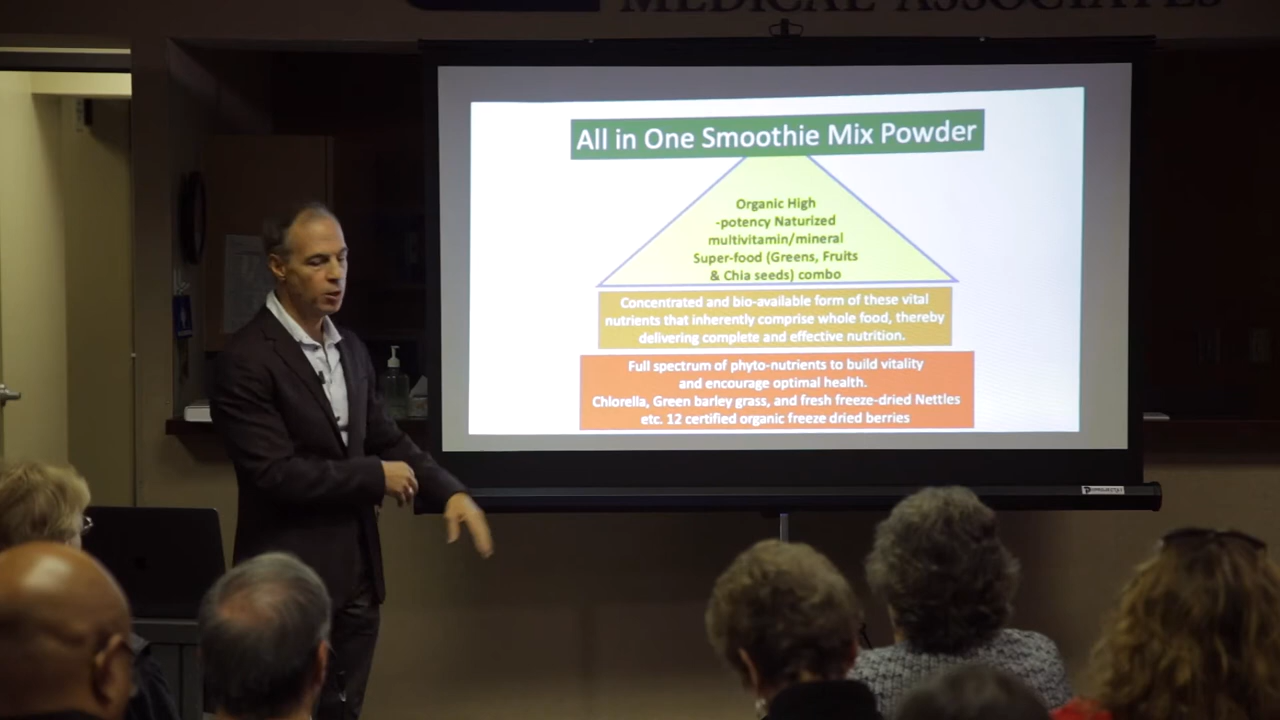 MEDICAL ASSOCIATES
All in One Smoothie Mix Powder
Organic High
-potency Naturized
multivitamin/mineral
Super-food (Greens, Fruits
& Chia seeds) combo
Concentrated and bio-available form of these vital
nutrients that inherently comprise whole food, thereby
delivering complete and effective nutrition.
Full spectrum of phyto-nutrients to build vitality
and encourage optimal health.
Chlorella, Green barley grass, and fresh freeze-dried Nettles
etc. 12 certified organic freeze dried berries